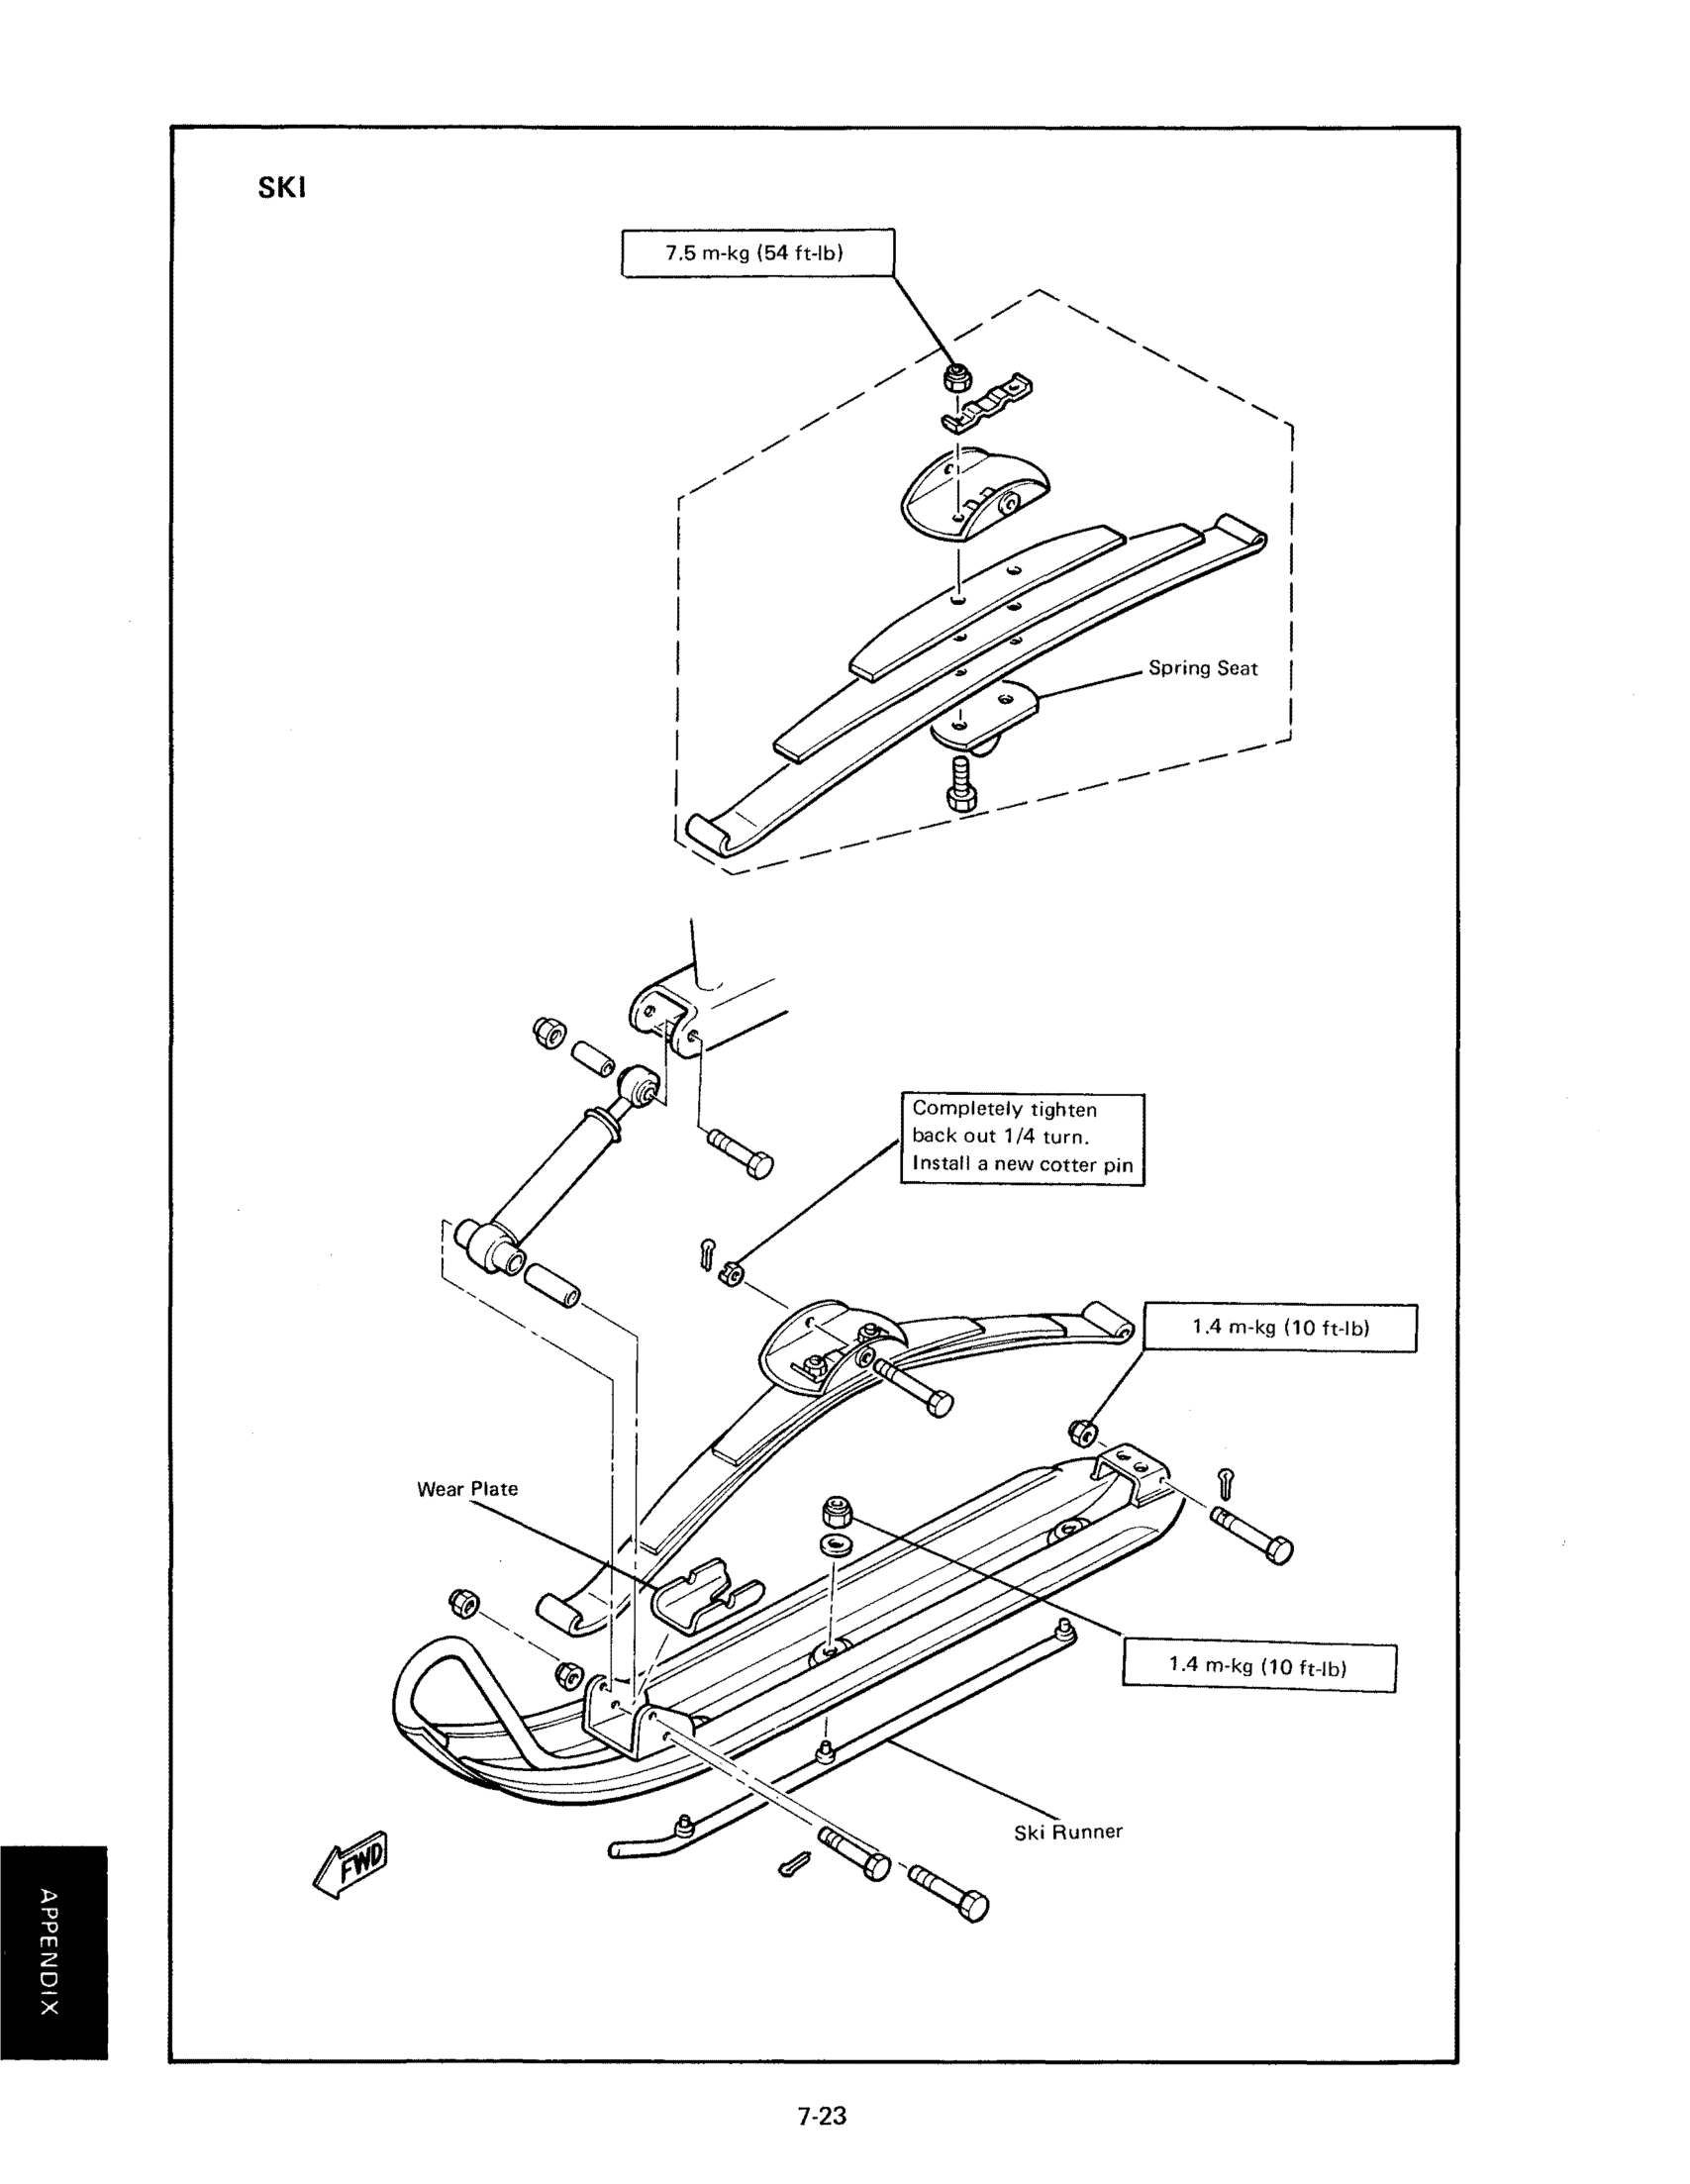 SKI
7.5 m-kg (54 ft-lb)
Spring Seat
Completely tighten
back out 1/4 turn.
Install a new cotter pin
1.4 m-kg (10 ft-lb)
Wear Plate
1.4 m-kg (10 ft-lb)
Ski Runner
FWD
APPENDIX
7-23